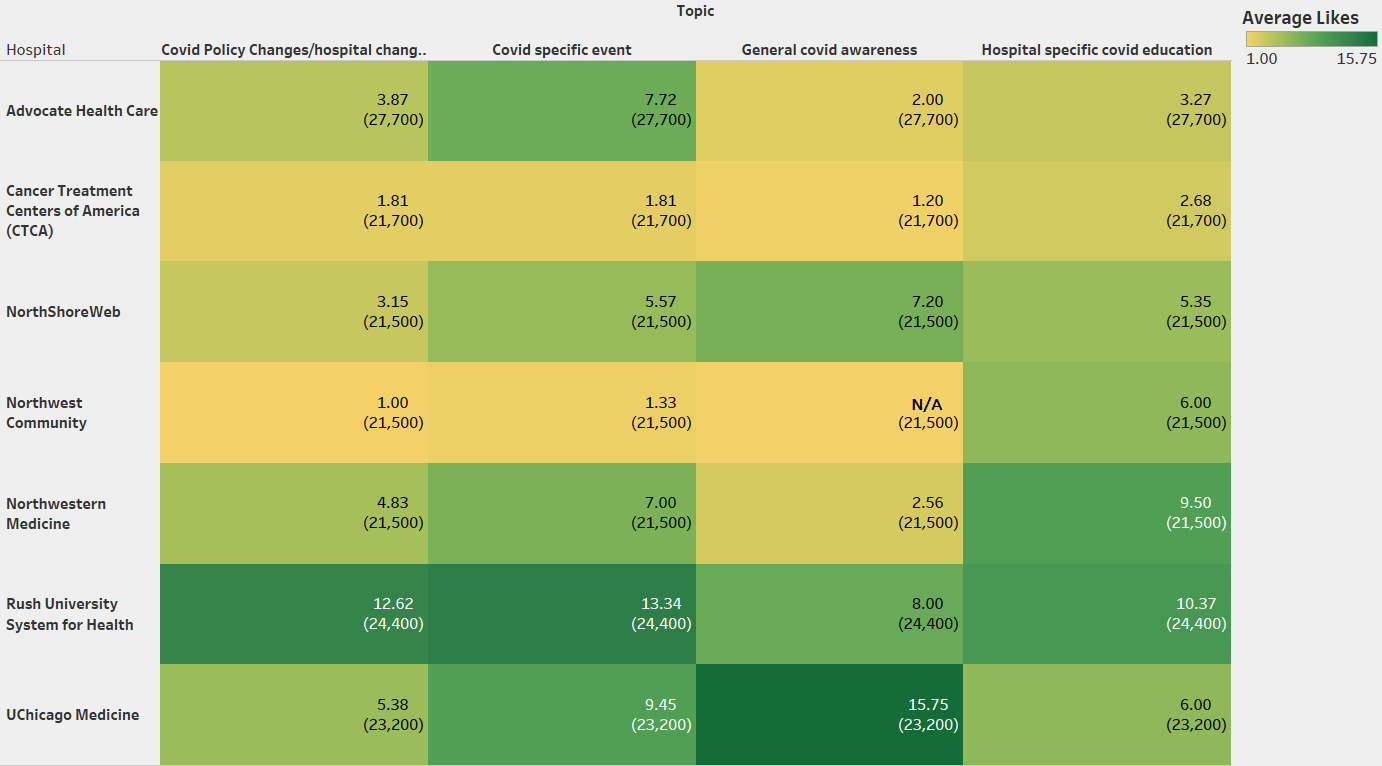 Topic
Average Likes
1.00 15.75
Hospital Covid Policy Changes/hospital chang.. Covid specific event General covid awareness Hospital specific covid education
Advocate Health Care
3.87 7.72 2.00 3.27
(27,700) (27,700) (27,700) (27,700)
Cancer Treatment
Centers of America
(CTCA)
1.81 1.81 1.20 2.68
(21,700) (21,700) (21,700) (21,700)
NorthShoreWeb
3.15 5.57 7.20 5.35
(21,500) (21,500) (21,500) (21,500)
Northwest
Community
1.00 1.33 N/A 6.00
(21,500) (21,500) (21,500) (21,500)
Northwestern
Medicine
4.83 7.00 2.56 9.50
(21,500) (21,500) (21,500) (21,500)
Rush University
System for Health
12.62 13.34 8.00 10.37
(24,400) (24,400) (24,400) (24,400)
UChicago Medicine
5.38 9.45 15.75 6.00
(23,200) (23,200) (23,200) (23,200)